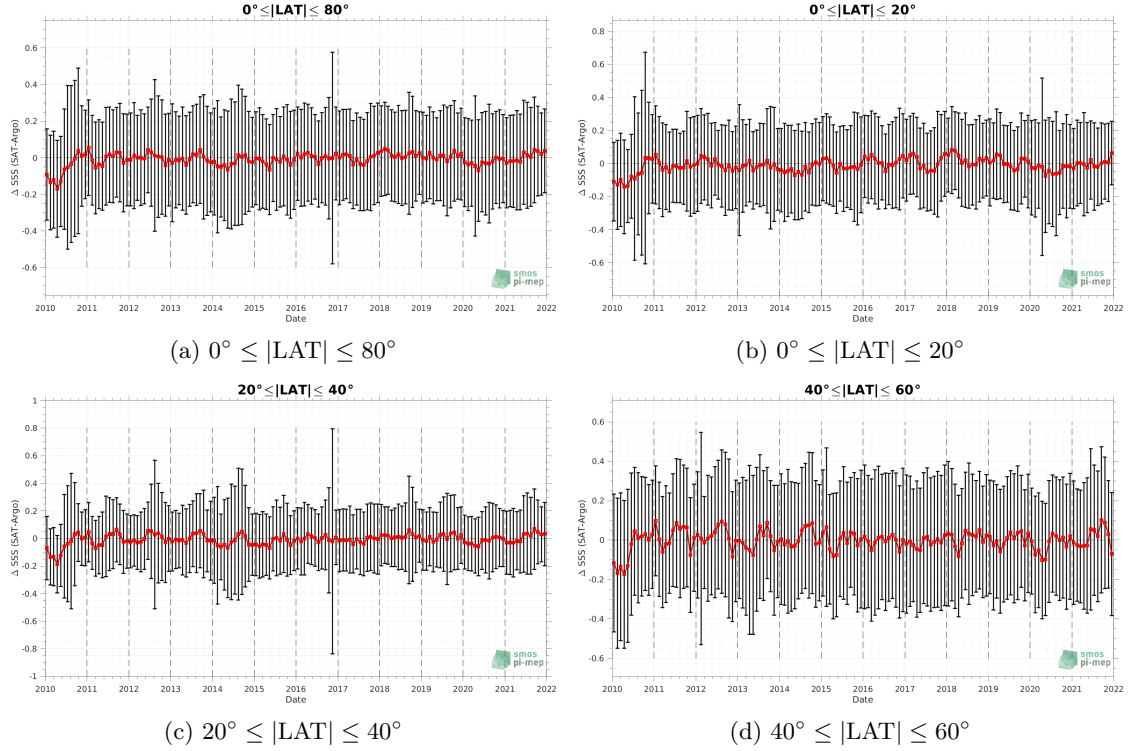 0°≤|LAT|≤ 80°
Δ SSS (SAT-Argo)
0.6
0.4
0.2
0
-0.2
-0.4
-0.6
smos
pi-mep
2010 2011 2012 2013 2014 2015 2016 2017 2018 2019 2020 2021 2022
Date
(a) 0° ≤ |LAT| ≤ 80°
0°≤|LAT|≤ 20°
Δ SSS (SAT-Argo)
0.8
0.6
0.4
0.2
0
-0.2
-0.4
-0.6
smos
pi-mep
2010 2011 2012 2013 2014 2015 2016 2017 2018 2019 2020 2021 2022
Date
(b) 0° ≤ |LAT| ≤ 20°
20°≤|LAT|≤ 40°
Δ SSS (SAT-Argo)
1
0.8
0.6
0.4
0.2
0
-0.2
-0.4
-0.6
-0.8
-1
smos
pi-mep
2010 2011 2012 2013 2014 2015 2016 2017 2018 2019 2020 2021 2022
Date
(c) 20° ≤ |LAT| ≤ 40°
40°≤|LAT|≤ 60°
Δ SSS (SAT-Argo)
0.6
0.4
0.2
0
-0.2
-0.4
-0.6
smos
pi-mep
2010 2011 2012 2013 2014 2015 2016 2017 2018 2019 2020 2021 2022
Date
(d) 40° ≤ |LAT| ≤ 60°